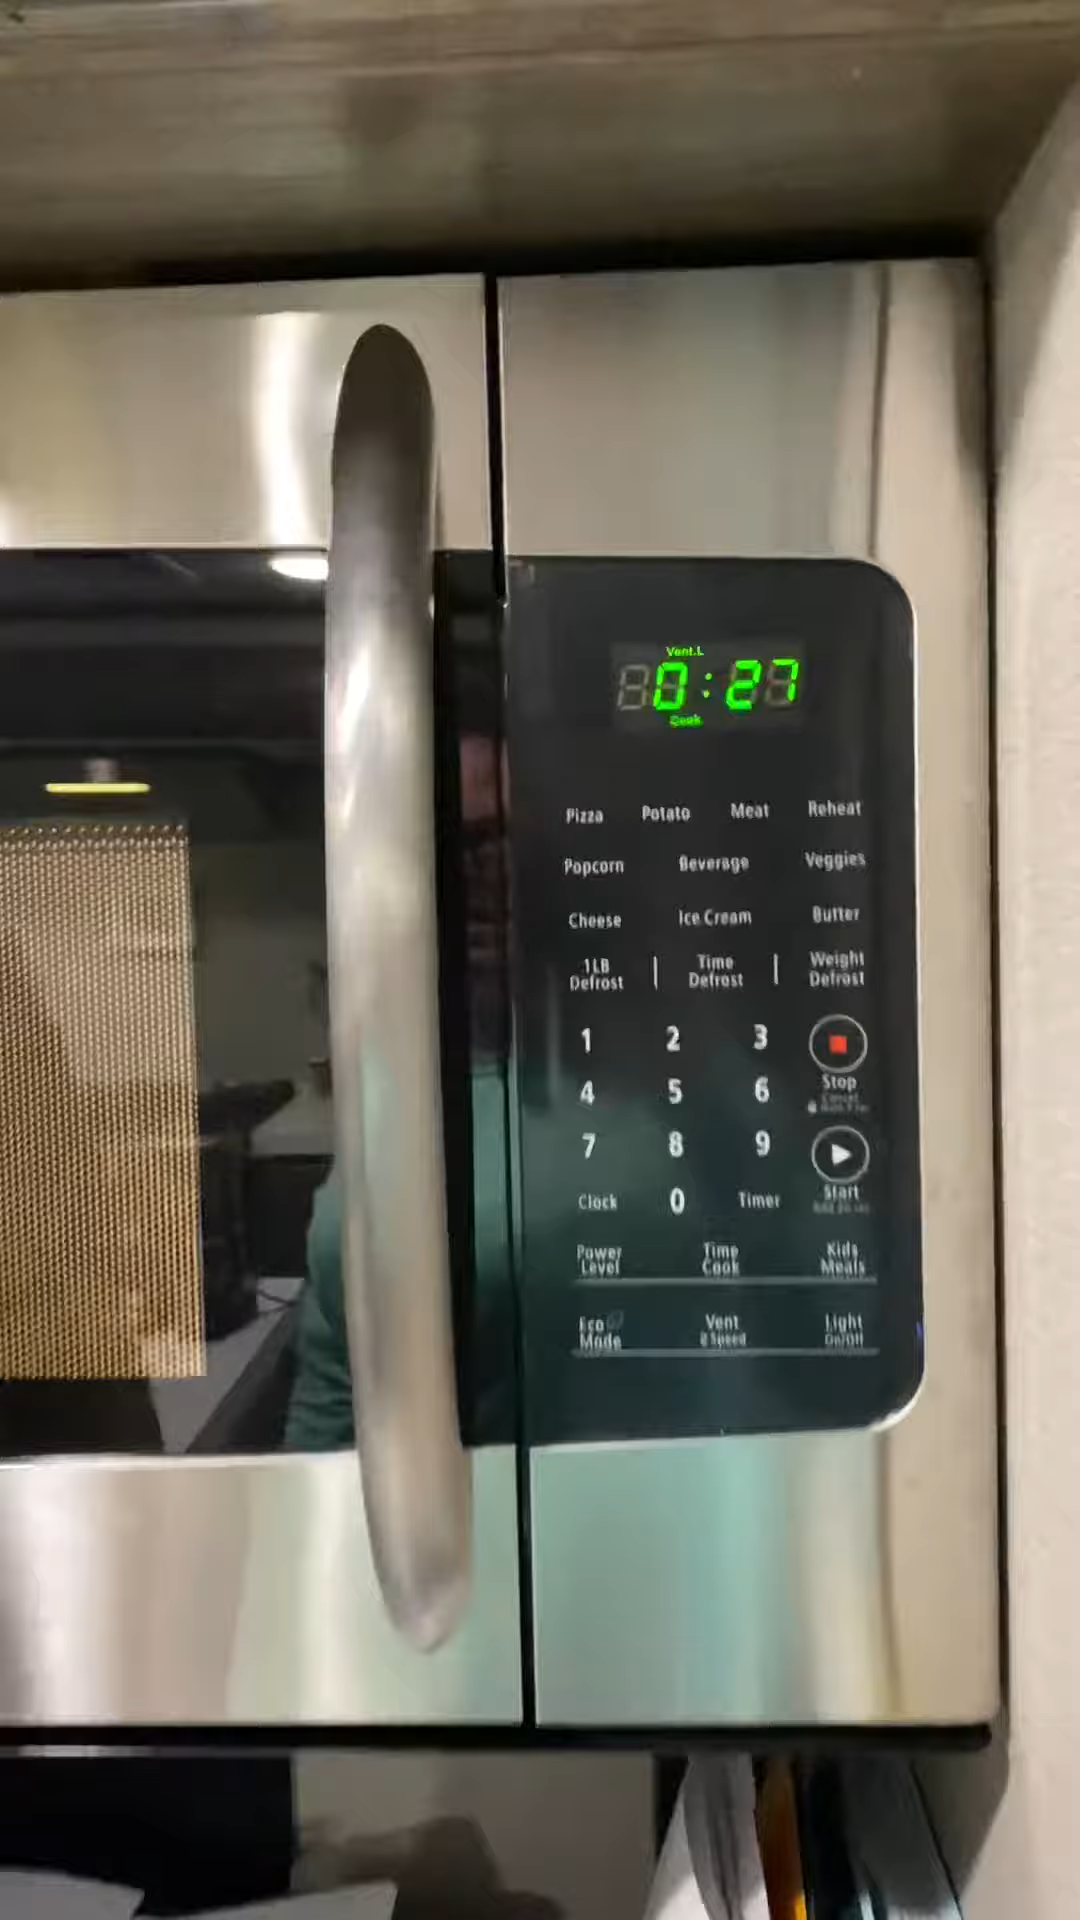 Vent.L
0:27
Cook
Pizza Potato Meat Reheat
Popcorn Beverage Veggies
Cheese Ice Cream Butter
1LB Defrost | Time Defrost | Weight Defrost
1 2 3
Stop
4 5 6
7 8 9
Start
Clock 0 Timer
Power Level Time Cook Kids Meals
Eco Mode Vent 2 Speed Light On/Off